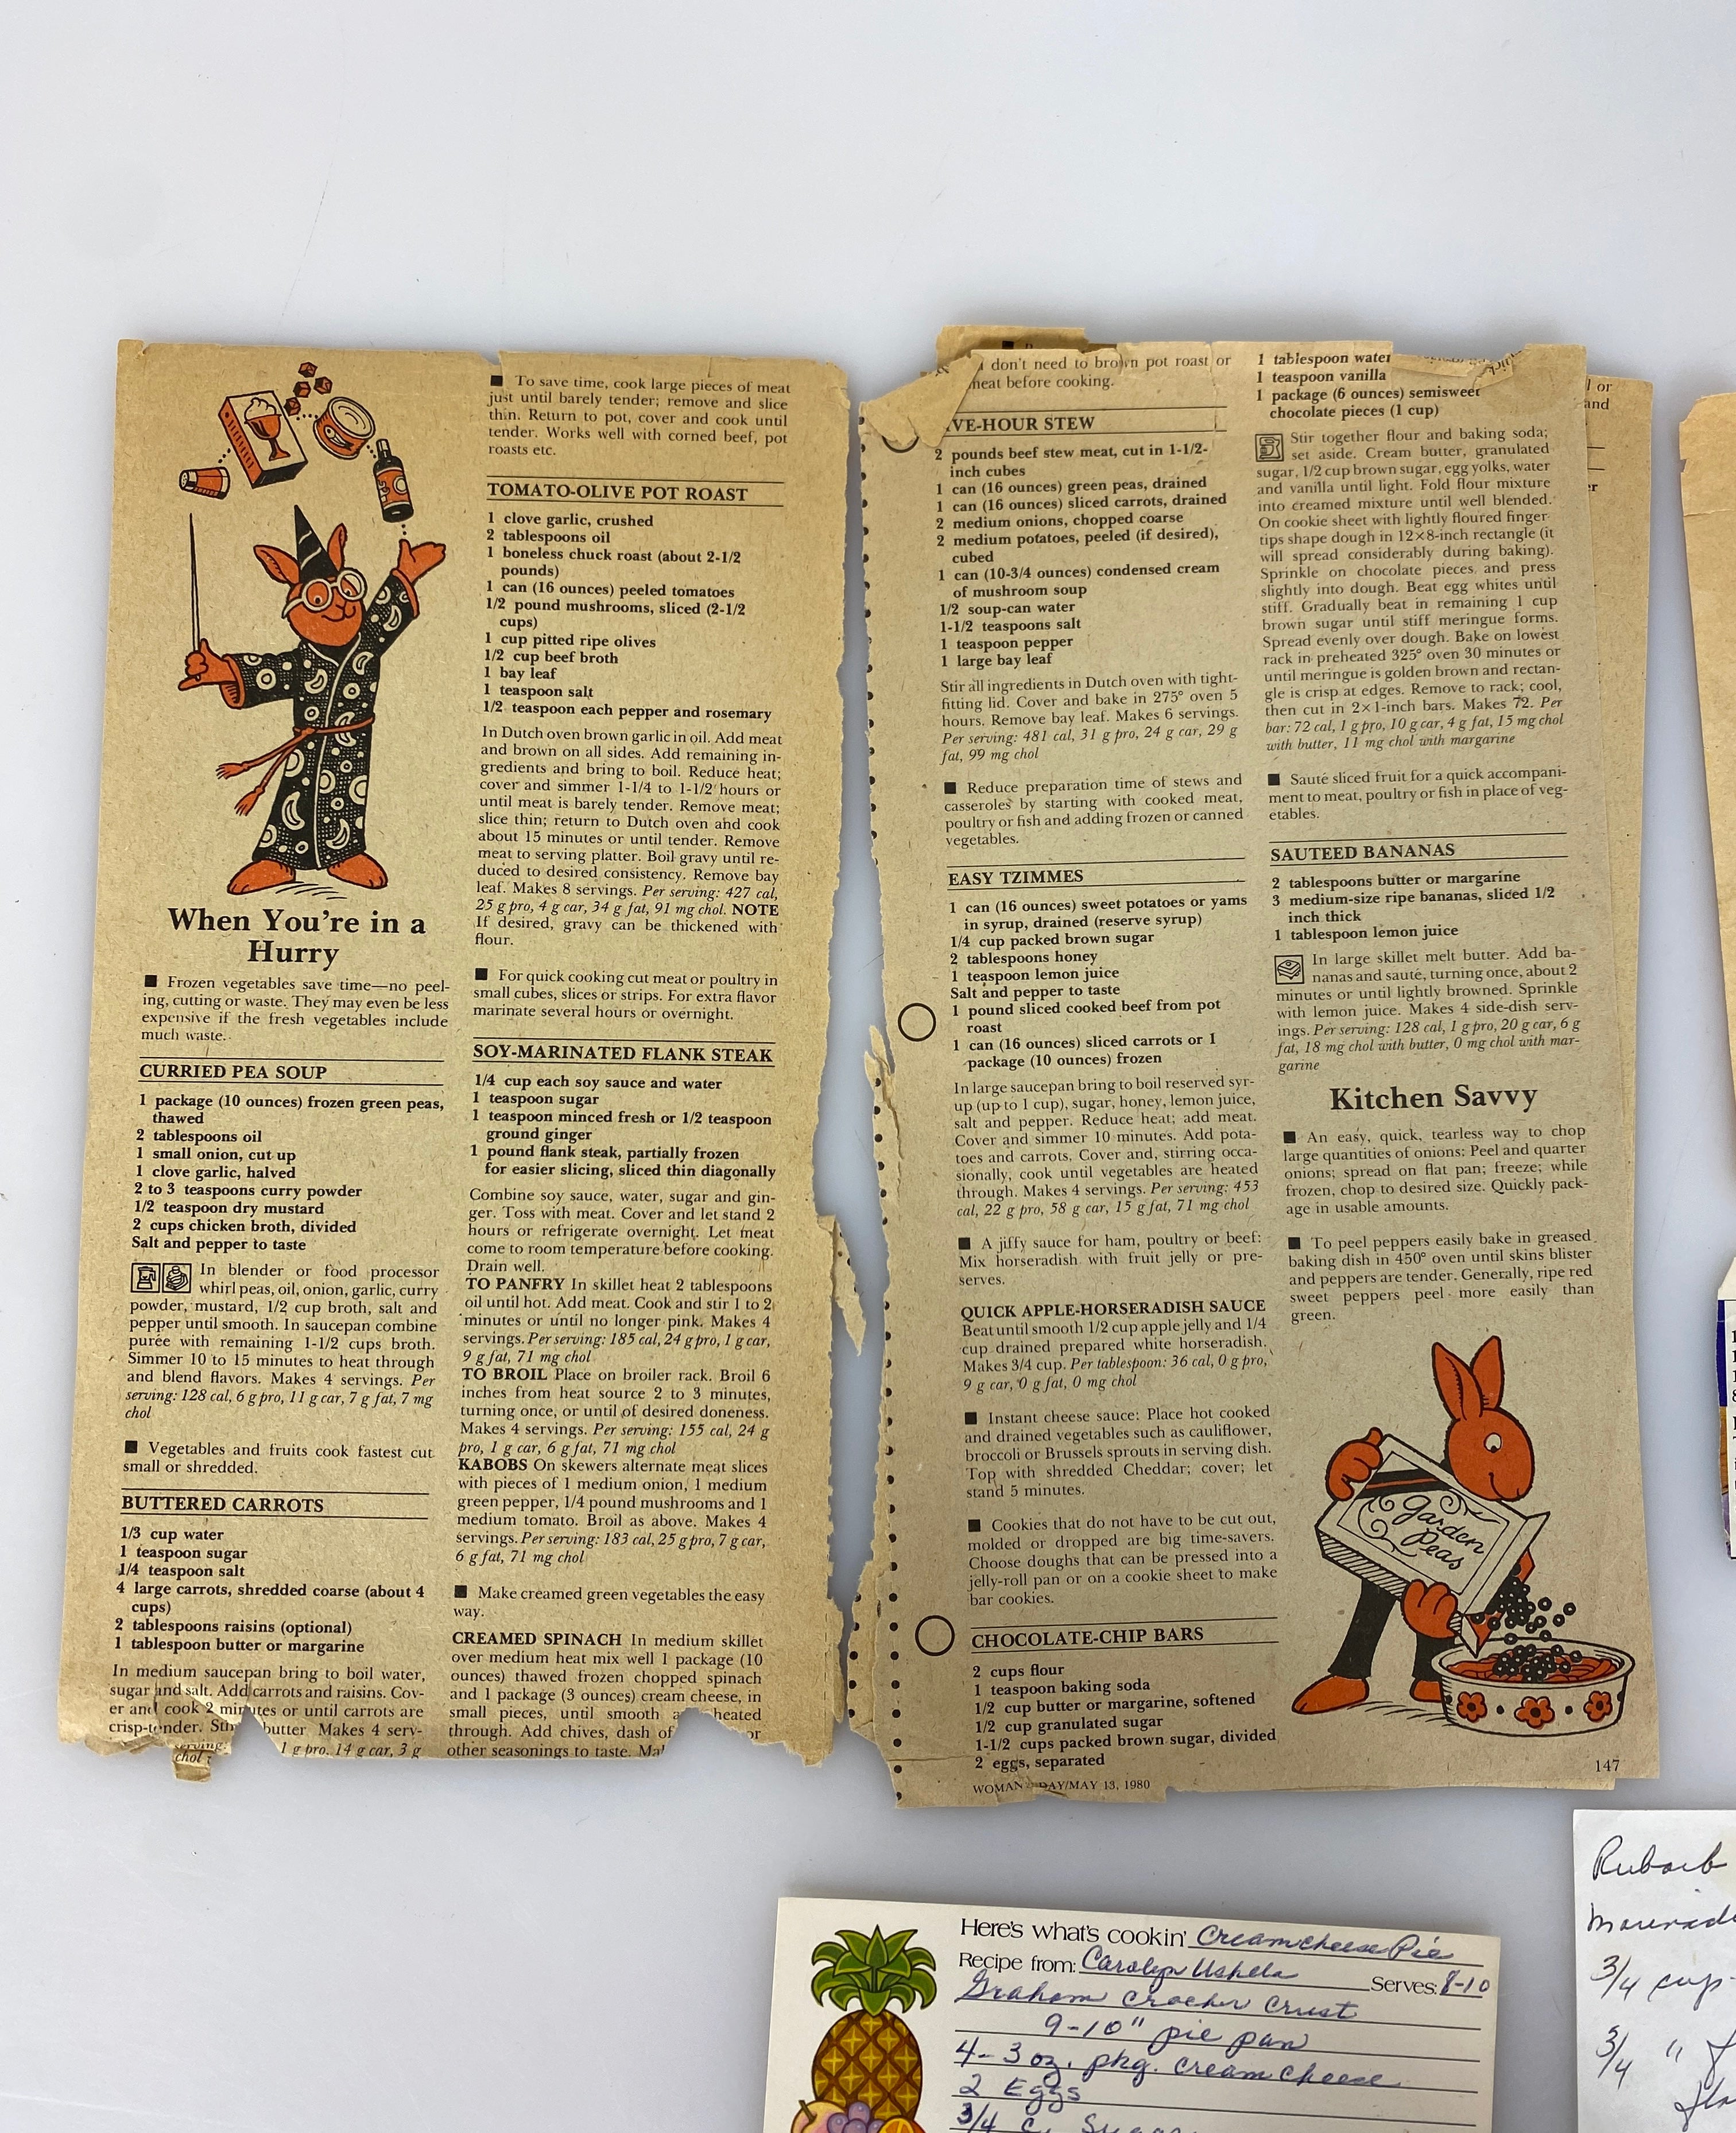 When You're in a
Hurry
■ Frozen vegetables save time—no peel-
ing, cutting or waste. They may even be less
expensive if the fresh vegetables include
much waste.
CURRIED PEA SOUP
1 package (10 ounces) frozen green peas,
thawed
2 tablespoons oil
1 small onion, cut up
1 clove garlic, halved
2 to 3 teaspoons curry powder
1/2 teaspoon dry mustard
2 cups chicken broth, divided
Salt and pepper to taste
In blender or food processor
whirl peas, oil, onion, garlic, curry
powder, mustard, 1/2 cup broth, salt and
pepper until smooth. In saucepan combine
purée with remaining 1-1/2 cups broth.
Simmer 10 to 15 minutes to heat through
and blend flavors. Makes 4 servings. Per
serving: 128 cal, 6 g pro, 11 g car, 7 g fat, 7 mg
chol
■ Vegetables and fruits cook fastest cut
small or shredded.
BUTTERED CARROTS
1/3 cup water
1 teaspoon sugar
1/4 teaspoon salt
4 large carrots, shredded coarse (about 4
cups)
2 tablespoons raisins (optional)
1 tablespoon butter or margarine
In medium saucepan bring to boil water,
sugar and salt. Add carrots and raisins. Cov-
er and cook 2 minutes or until carrots are
crisp-tender. butter Makes 4 serv-
serving: 1 g pro, 14 g car, 3 g
chol
■ To save time, cook large pieces of meat
just until barely tender; remove and slice
thin. Return to pot, cover and cook until
tender. Works well with corned beef, pot
roasts etc.
TOMATO-OLIVE POT ROAST
1 clove garlic, crushed
2 tablespoons oil
1 boneless chuck roast (about 2-1/2
pounds)
1 can (16 ounces) peeled tomatoes
1/2 pound mushrooms, sliced (2-1/2
cups)
1 cup pitted ripe olives
1/2 cup beef broth
1 bay leaf
1 teaspoon salt
1/2 teaspoon each pepper and rosemary
In Dutch oven brown garlic in oil. Add meat
and brown on all sides. Add remaining in-
gredients and bring to boil. Reduce heat;
cover and simmer 1-1/4 to 1-1/2 hours or
until meat is barely tender. Remove meat;
slice thin; return to Dutch oven and cook
about 15 minutes or until tender. Remove
meat to serving platter. Boil gravy until re-
duced to desired consistency. Remove bay
leaf. Makes 8 servings. Per serving: 427 cal,
25 g pro, 4 g car, 34 g fat, 91 mg chol. NOTE
If desired, gravy can be thickened with
flour.
■ For quick cooking cut meat or poultry in
small cubes, slices or strips. For extra flavor
marinate several hours or overnight.
SOY-MARINATED FLANK STEAK
1/4 cup each soy sauce and water
1 teaspoon sugar
1 teaspoon minced fresh or 1/2 teaspoon
ground ginger
1 pound flank steak, partially frozen
for easier slicing, sliced thin diagonally
Combine soy sauce, water, sugar and gin-
ger. Toss with meat. Cover and let stand 2
hours or refrigerate overnight. Let meat
come to room temperature before cooking.
Drain well.
TO PANFRY In skillet heat 2 tablespoons
oil until hot. Add meat. Cook and stir 1 to 2
minutes or until no longer pink. Makes 4
servings. Per serving: 185 cal, 24 g pro, 1 g car,
9 g fat, 71 mg chol
TO BROIL Place on broiler rack. Broil 6
inches from heat source 2 to 3 minutes,
turning once, or until of desired doneness.
Makes 4 servings. Per serving: 155 cal, 24 g
pro, 1 g car, 6 g fat, 71 mg chol
KABOBS On skewers alternate meat slices
with pieces of 1 medium onion, 1 medium
green pepper, 1/4 pound mushrooms and 1
medium tomato. Broil as above. Makes 4
servings. Per serving: 183 cal, 25 g pro, 7 g car,
6 g fat, 71 mg chol
■ Make creamed green vegetables the easy
way.
CREAMED SPINACH In medium skillet
over medium heat mix well 1 package (10
ounces) thawed frozen chopped spinach
and 1 package (3 ounces) cream cheese, in
small pieces, until smooth heated
through. Add chives, dash of or
other seasonings to taste.
don't need to brown pot roast or
meat before cooking.
VE-HOUR STEW
2 pounds beef stew meat, cut in 1-1/2-
inch cubes
1 can (16 ounces) green peas, drained
1 can (16 ounces) sliced carrots, drained
2 medium onions, chopped coarse
2 medium potatoes, peeled (if desired),
cubed
1 can (10-3/4 ounces) condensed cream
of mushroom soup
1/2 soup-can water
1-1/2 teaspoons salt
1 teaspoon pepper
1 large bay leaf
Stir all ingredients in Dutch oven with tight-
fitting lid. Cover and bake in 275° oven 5
hours. Remove bay leaf. Makes 6 servings.
Per serving: 481 cal, 31 g pro, 24 g car, 29 g
fat, 99 mg chol
■ Reduce preparation time of stews and
casseroles by starting with cooked meat,
poultry or fish and adding frozen or canned
vegetables.
EASY TZIMMES
1 can (16 ounces) sweet potatoes or yams
in syrup, drained (reserve syrup)
1/4 cup packed brown sugar
2 tablespoons honey
1 teaspoon lemon juice
Salt and pepper to taste
1 pound sliced cooked beef from pot
roast
1 can (16 ounces) sliced carrots or 1
package (10 ounces) frozen
In large saucepan bring to boil reserved syr-
up (up to 1 cup), sugar, honey, lemon juice,
salt and pepper. Reduce heat; add meat.
Cover and simmer 10 minutes. Add pota-
toes and carrots. Cover and, stirring occa-
sionally, cook until vegetables are heated
through. Makes 4 servings. Per serving: 453
cal, 22 g pro, 58 g car, 15 g fat, 71 mg chol
■ A jiffy sauce for ham, poultry or beef:
Mix horseradish with fruit jelly or pre-
serves.
QUICK APPLE-HORSERADISH SAUCE
Beat until smooth 1/2 cup apple jelly and 1/4
cup drained prepared white horseradish.
Makes 3/4 cup. Per tablespoon: 36 cal, 0 g pro,
9 g car, 0 g fat, 0 mg chol
■ Instant cheese sauce: Place hot cooked
and drained vegetables such as cauliflower,
broccoli or Brussels sprouts in serving dish.
Top with shredded Cheddar; cover; let
stand 5 minutes.
■ Cookies that do not have to be cut out,
molded or dropped are big time-savers.
Choose doughs that can be pressed into a
jelly-roll pan or on a cookie sheet to make
bar cookies.
CHOCOLATE-CHIP BARS
2 cups flour
1 teaspoon baking soda
1/2 cup butter or margarine, softened
1/2 cup granulated sugar
1-1/2 cups packed brown sugar, divided
2 eggs, separated
WOMAN DAY/MAY 13, 1980
1 tablespoon water
1 teaspoon vanilla
1 package (6 ounces) semisweet
chocolate pieces (1 cup)
Stir together flour and baking soda;
set aside. Cream butter, granulated
sugar, 1/2 cup brown sugar, egg yolks, water
and vanilla until light. Fold flour mixture
into creamed mixture until well blended.
On cookie sheet with lightly floured finger-
tips shape dough in 12×8-inch rectangle (it
will spread considerably during baking).
Sprinkle on chocolate pieces and press
slightly into dough. Beat egg whites until
stiff. Gradually beat in remaining 1 cup
brown sugar until stiff meringue forms.
Spread evenly over dough. Bake on lowest
rack in preheated 325° oven 30 minutes or
until meringue is golden brown and rectan-
gle is crisp at edges. Remove to rack; cool,
then cut in 2×1-inch bars. Makes 72. Per
bar: 72 cal, 1 g pro, 10 g car, 4 g fat, 15 mg chol
with butter, 11 mg chol with margarine
■ Sauté sliced fruit for a quick accompani-
ment to meat, poultry or fish in place of veg-
etables.
SAUTEED BANANAS
2 tablespoons butter or margarine
3 medium-size ripe bananas, sliced 1/2
inch thick
1 tablespoon lemon juice
In large skillet melt butter. Add ba-
nanas and sauté, turning once, about 2
minutes or until lightly browned. Sprinkle
with lemon juice. Makes 4 side-dish serv-
ings. Per serving: 128 cal, 1 g pro, 20 g car, 6 g
fat, 18 mg chol with butter, 0 mg chol with mar-
garine
Kitchen Savvy
■ An easy, quick, tearless way to chop
large quantities of onions: Peel and quarter
onions; spread on flat pan; freeze; while
frozen, chop to desired size. Quickly pack-
age in usable amounts.
■ To peel peppers easily bake in greased
baking dish in 450° oven until skins blister
and peppers are tender. Generally, ripe red
sweet peppers peel more easily than
green.
Garden
Peas
147
or
and
Here's what's cookin' Creamcheese Pie
Recipe from: Carolyn Serves: 8-10
Graham Cracker Crust
9-10" pie pan
4-3 oz. pkg. cream cheese
2 Eggs
3/4 c. Sugar
Rubarb
3/4 cup
3/4 "